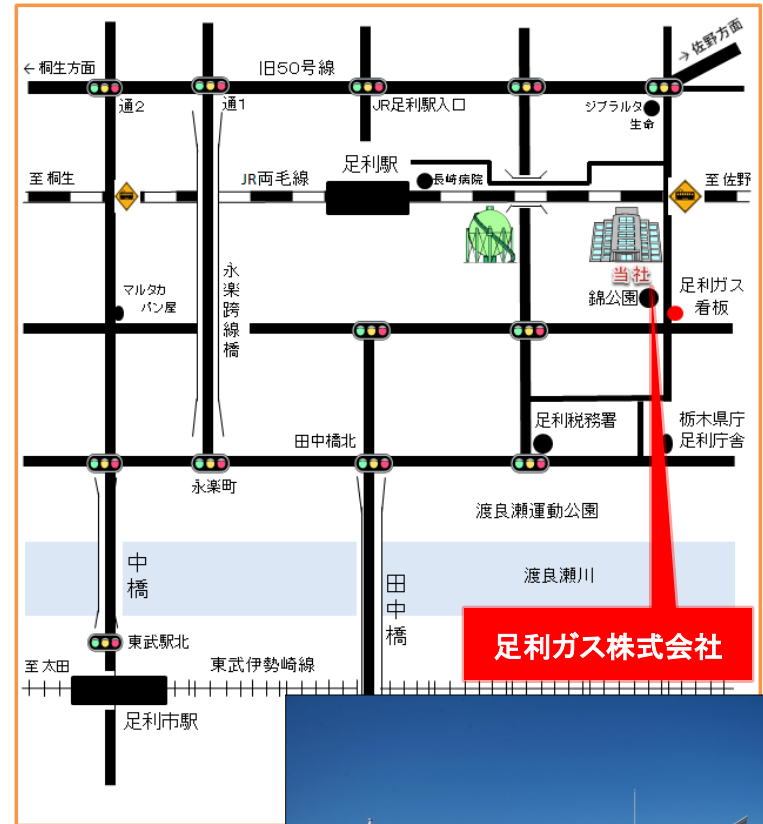 → 佐野方面
← 桐生方面
旧50号線
通2
通1
JR足利駅入口
ジブラルタ
生命
足利駅
至 桐生
JR両毛線
長崎病院
至 佐野
当社
マルタカ
パン屋
永楽跨線橋
錦公園
足利ガス
看板
田中橋北
足利税務署
栃木県庁
足利庁舎
永楽町
渡良瀬運動公園
中橋
田中橋
渡良瀬川
足利ガス株式会社
東武駅北
至 太田
東武伊勢崎線
足利市駅